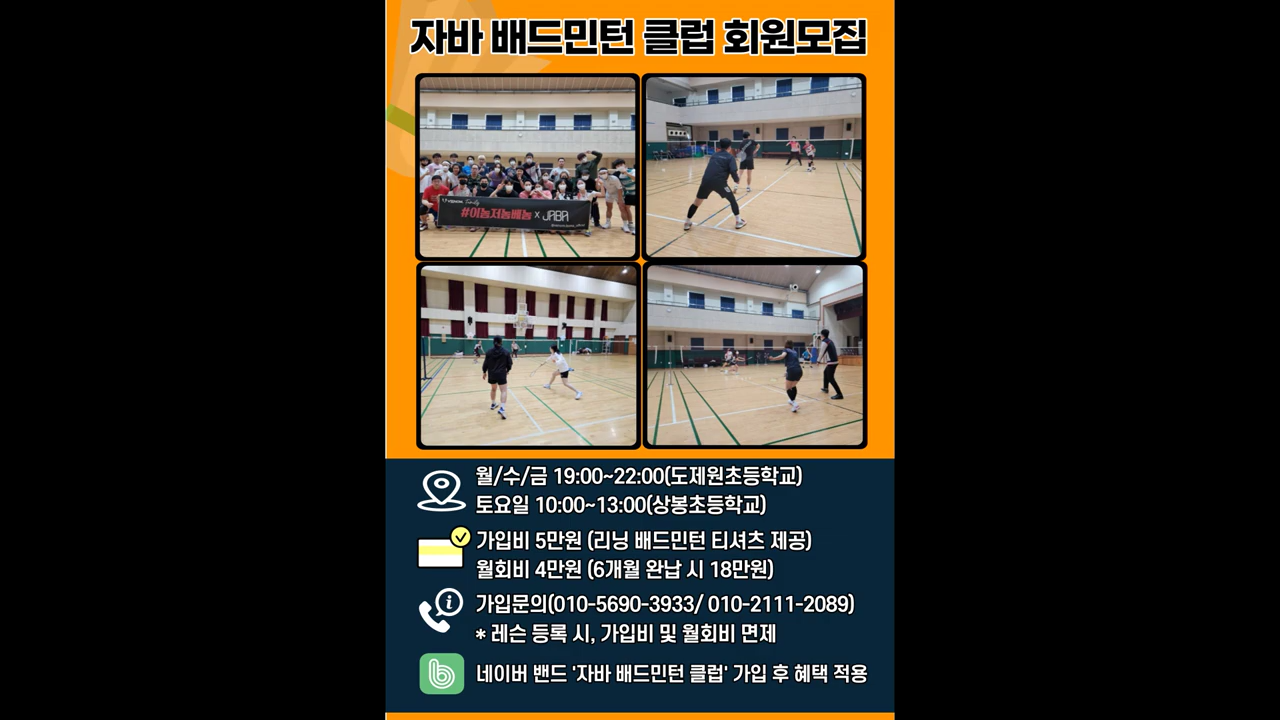 자바 배드민턴 클럽 회원모집
#이놈저놈배놈 x JABA
월/수/금 19:00~22:00(도제원초등학교)
토요일 10:00~13:00(상봉초등학교)
가입비 5만원 (리닝 배드민턴 티셔츠 제공)
월회비 4만원 (6개월 완납 시 18만원)
가입문의(010-5690-3933/ 010-2111-2089)
* 레슨 등록 시, 가입비 및 월회비 면제
네이버 밴드 '자바 배드민턴 클럽' 가입 후 혜택 적용